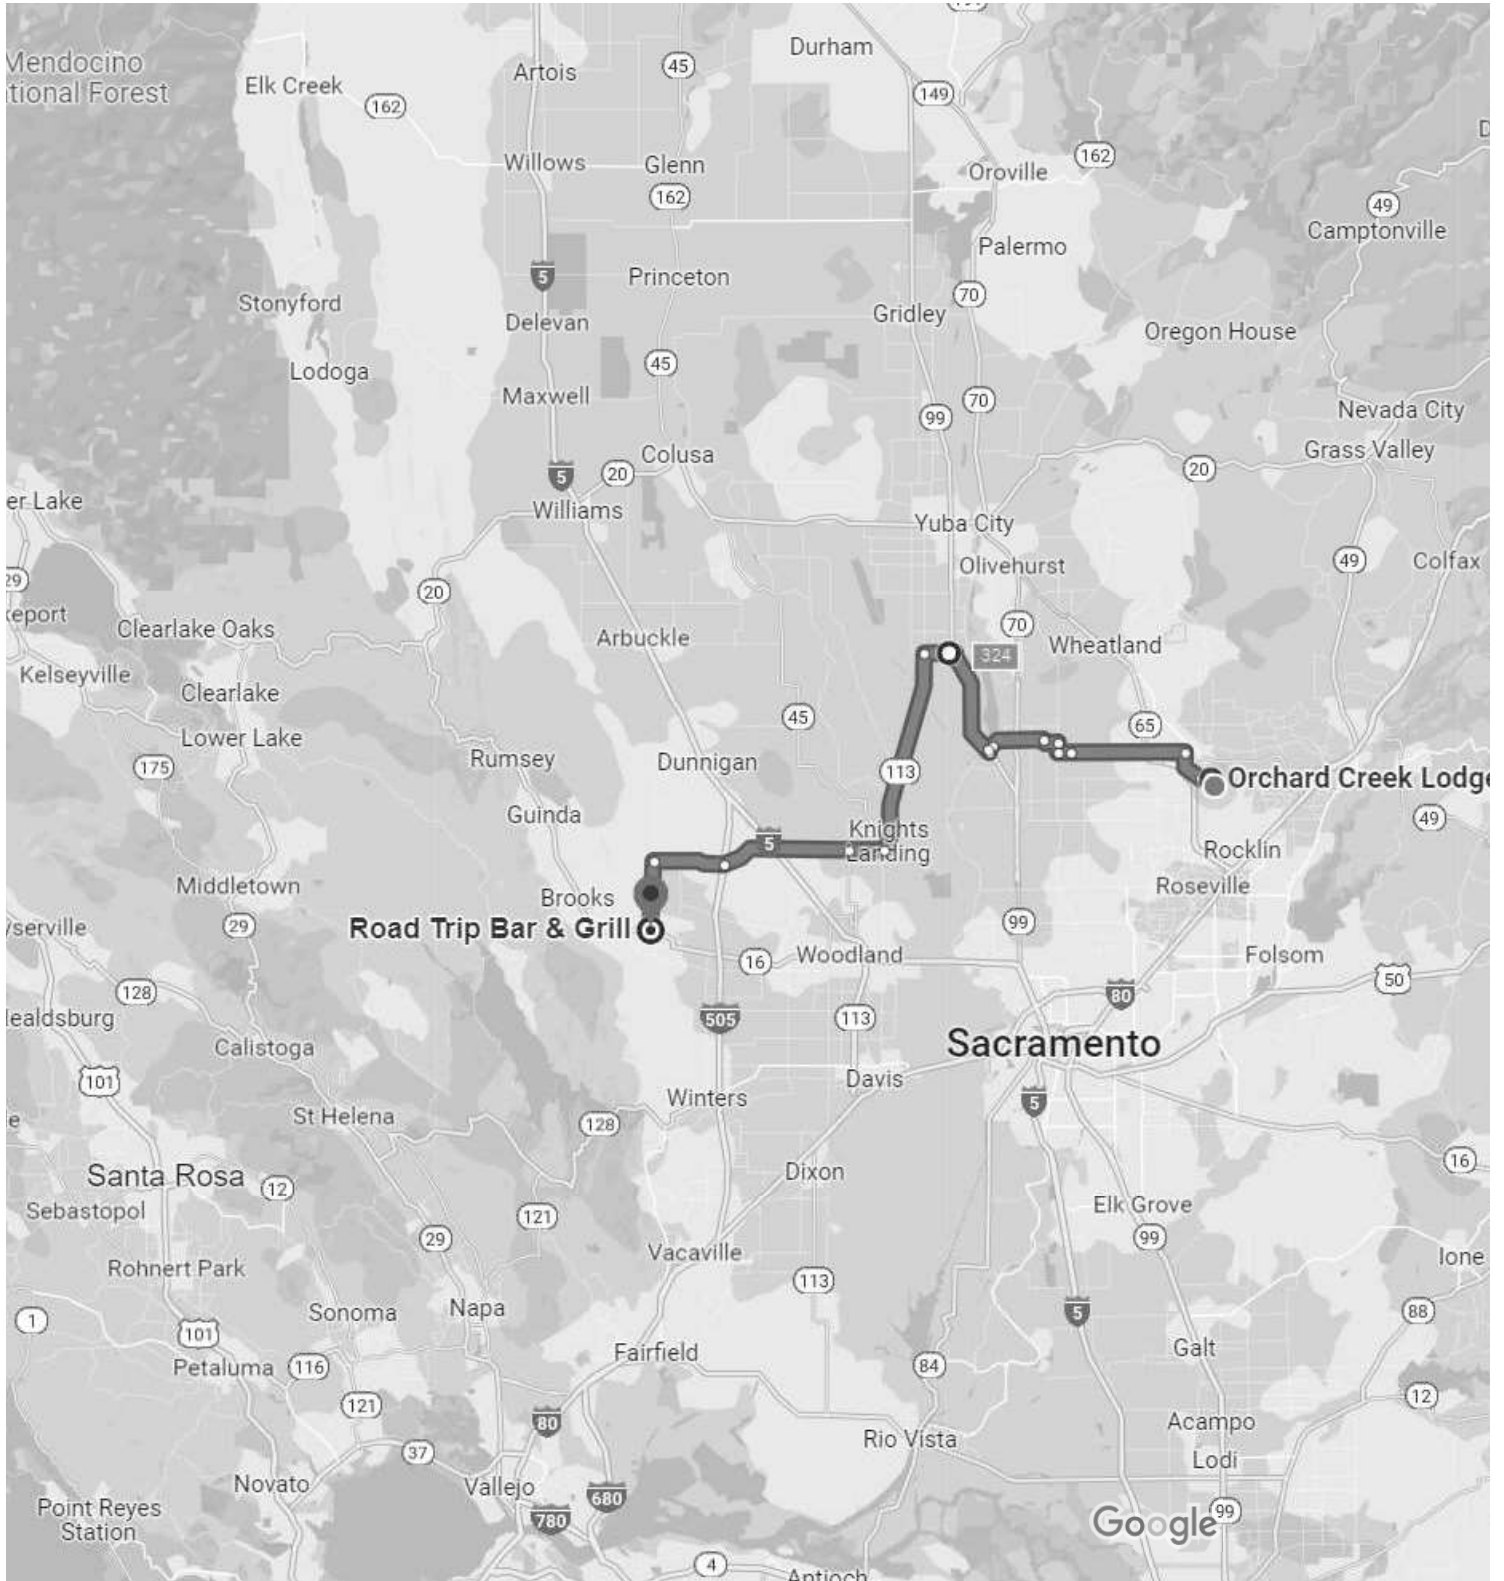 Durham
Mendocino
tional Forest
Elk Creek
162
Artois
45
149
Willows
Glenn
162
162
Oroville
49
Camptonville
Palermo
5
Princeton
70
Stonyford
Delevan
Gridley
Oregon House
45
Lodoga
Maxwell
70
99
Nevada City
Grass Valley
Colusa
5
20
20
er Lake
Williams
Yuba City
Olivehurst
49
Colfax
29
20
keport
Clearlake Oaks
Arbuckle
70
Wheatland
324
Kelseyville
Clearlake
45
65
Lower Lake
175
Rumsey
Dunnigan
113
Orchard Creek Lodge
Guinda
49
5
Knights
Landing
Rocklin
Middletown
Roseville
Brooks
29
yserville
Road Trip Bar & Grill
99
16
Woodland
Folsom
128
50
80
ealdsburg
505
113
Calistoga
Sacramento
101
Davis
Winters
5
St Helena
128
e
Santa Rosa
12
Dixon
16
Sebastopol
121
Elk Grove
29
99
Vacaville
Ione
Rohnert Park
113
Sonoma
Napa
5
88
1
101
Galt
Petaluma
116
Fairfield
84
121
12
80
Acampo
37
Rio Vista
Lodi
Novato
Vallejo
680
Point Reyes
Station
780
Google
99
4
Antioch